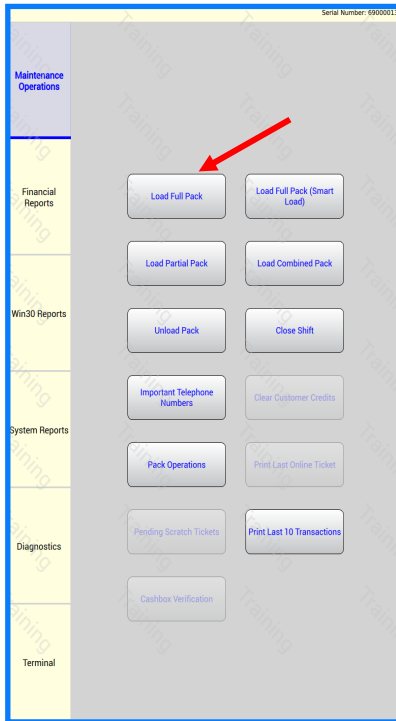 Serial Number: 69000013
Maintenance
Operations
Financial
Reports
Win30 Reports
System Reports
Diagnostics
Terminal
Load Full Pack
Load Full Pack (Smart
Load)
Load Partial Pack
Load Combined Pack
Unload Pack
Close Shift
Important Telephone
Numbers
Clear Customer Credits
Pack Operations
Print Last Online Ticket
Pending Scratch Tickets
Print Last 10 Transactions
Cashbox Verification
Training